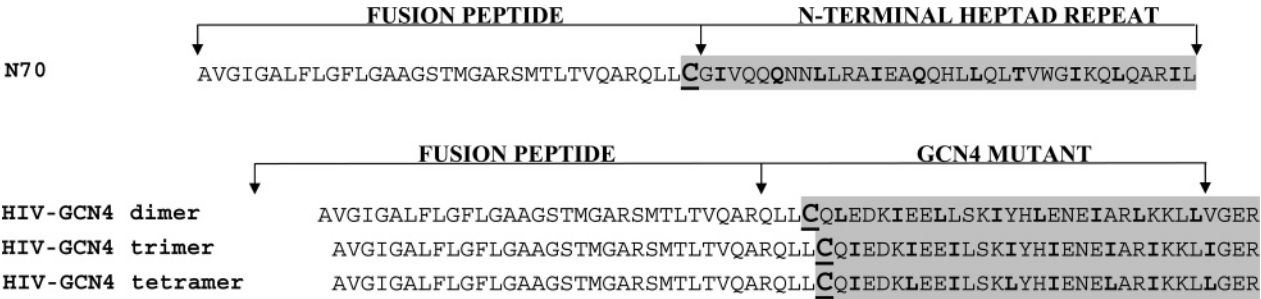 FUSION PEPTIDE N-TERMINAL HEPTAD REPEAT
N70 AVGIGALFLGFLGAAGSTMGARSMTLTVQARQLLCGIVQQQNNLLRAIEAQQHLLQLTVWGIKQLQARIL
FUSION PEPTIDE GCN4 MUTANT
HIV-GCN4 dimer AVGIGALFLGFLGAAGSTMGARSMTLTVQARQLLCQLEDKIEELLSKIYHLENEIARLKKLLVGER
HIV-GCN4 trimer AVGIGALFLGFLGAAGSTMGARSMTLTVQARQLLCQIEDKIEEILSKIYHIENEIARIKKLIGER
HIV-GCN4 tetramer AVGIGALFLGFLGAAGSTMGARSMTLTVQARQLLCQIEDKLEEILSKLYHIENELARIKKLLGER